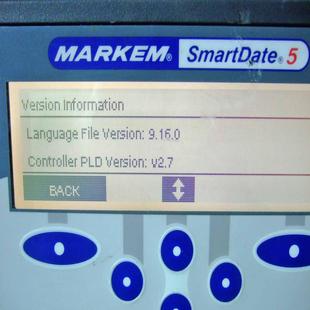 MARKEM® SmartDate® 5
Version Information
Language File Version: 9.16.0
Controller PLD Version: v2.7
BACK